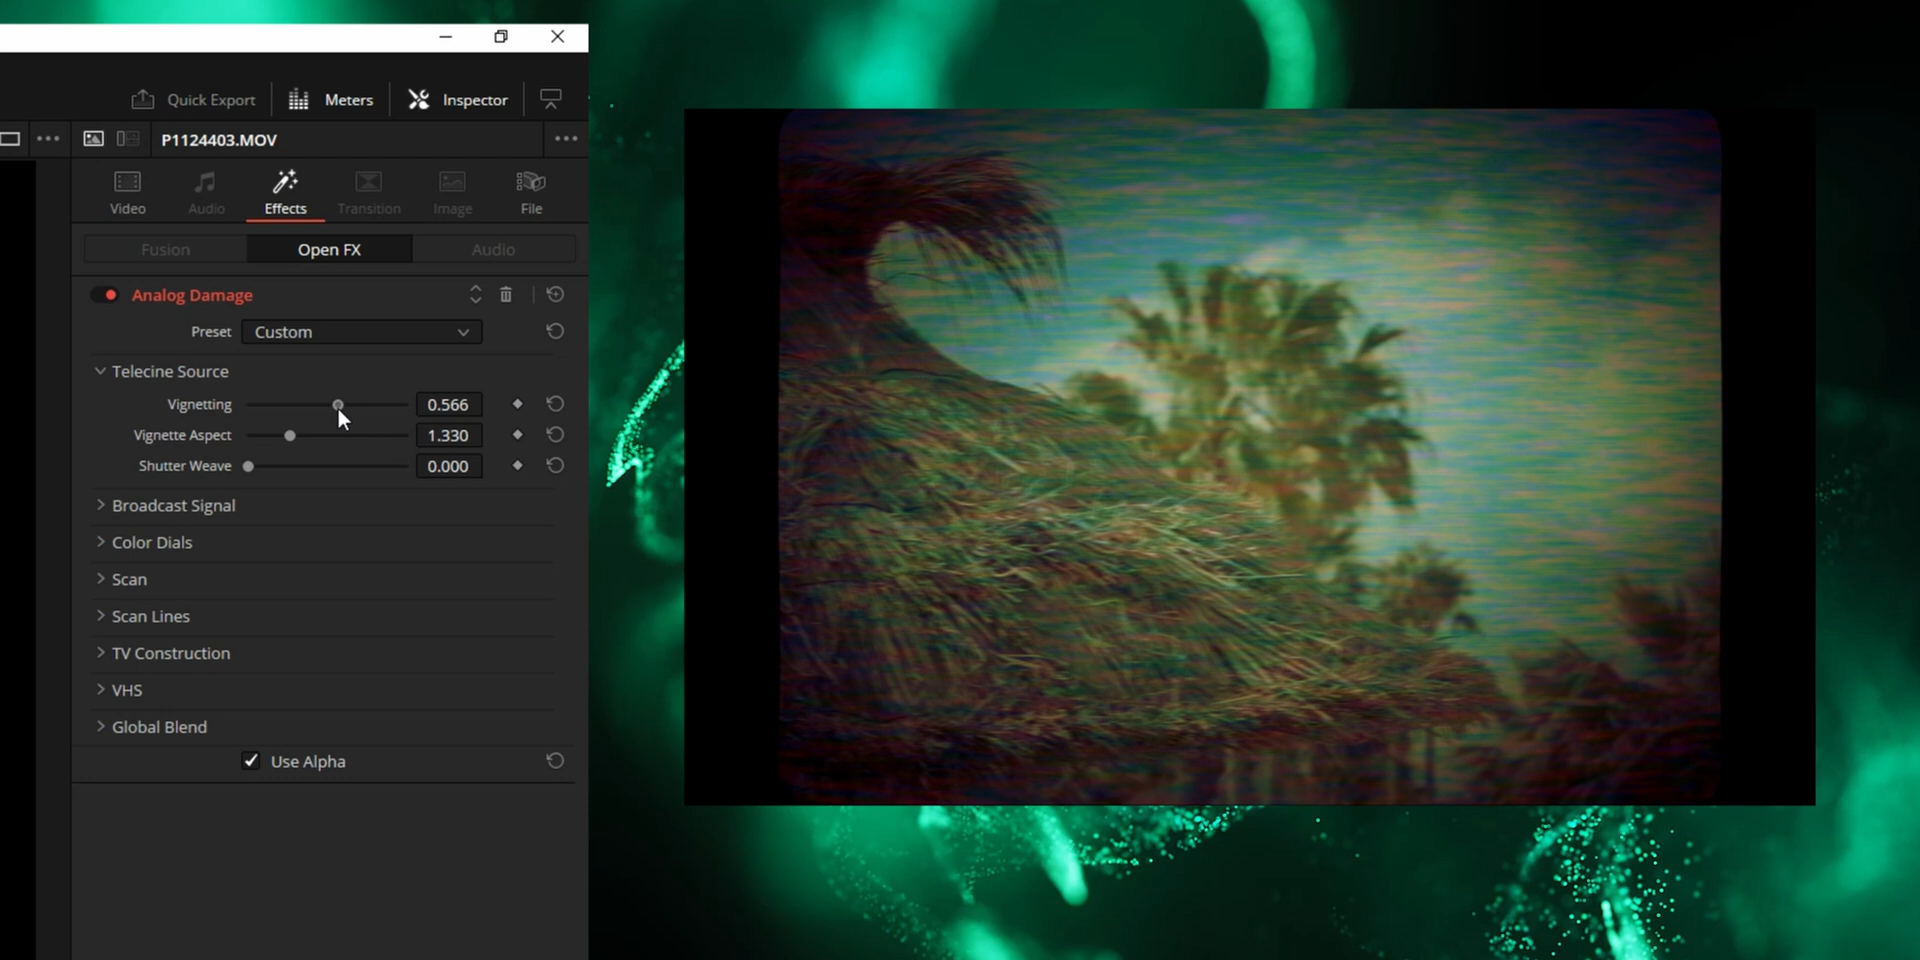 Quick Export
Meters
Inspector
P1124403.MOV
Video
Audio
Effects
Transition
Image
File
Fusion
Open FX
Audio
Analog Damage
Preset
Custom
Telecine Source
Vignetting
0.566
Vignette Aspect
1.330
Shutter Weave
0.000
Broadcast Signal
Color Dials
Scan
Scan Lines
TV Construction
VHS
Global Blend
Use Alpha